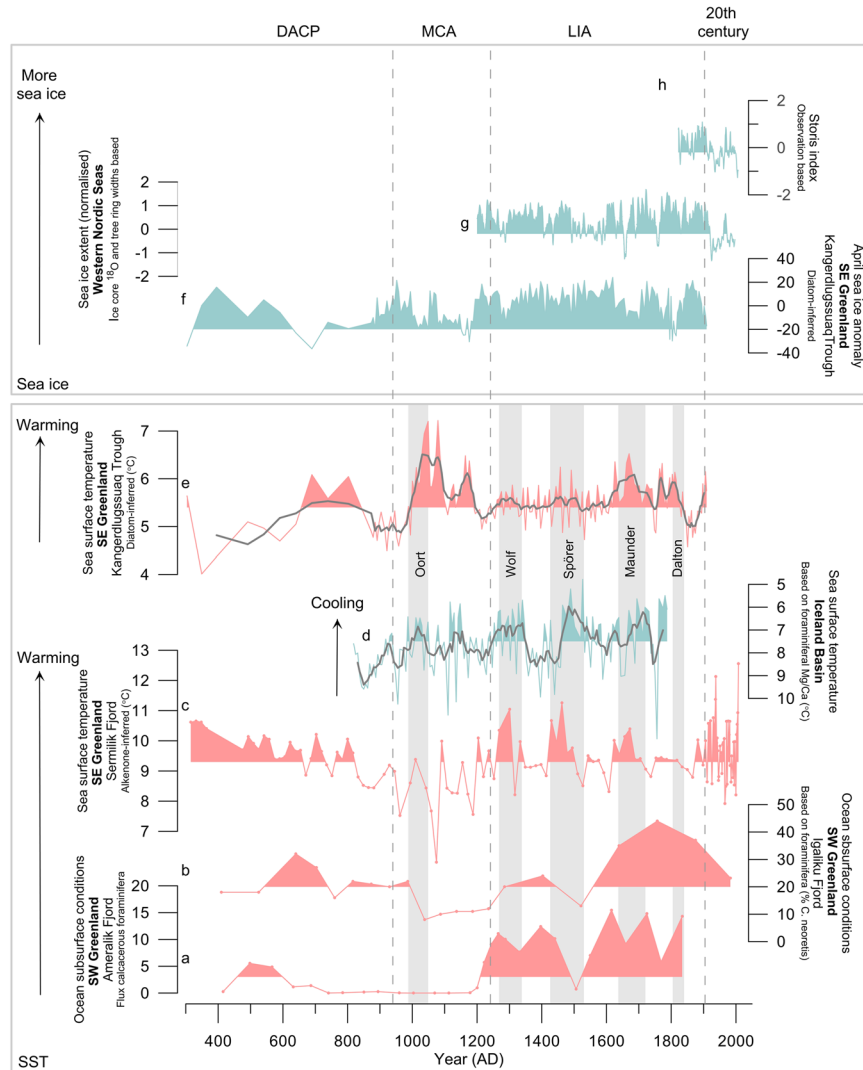 DACP
MCA
LIA
20th
century
More
sea ice
h
2
0
-2
Storis index
Observation based
Sea ice extent (normalised)
Western Nordic Seas
Ice core 18O and tree ring widths based
2
1
0
-1
-2
g
f
40
20
0
-20
-40
April sea ice anomaly
SE Greenland
KangerdlugssuaqTrough
Diatom-inferred
Sea ice
Warming
Sea surface temperature
SE Greenland
Kangerdlugssuaq Trough
Diatom-inferred (°C)
7
6
5
4
e
Oort
Wolf
Spörer
Maunder
Dalton
Cooling
d
5
6
7
8
9
10
Sea surface temperature
Iceland Basin
Based on foraminiferal Mg/Ca (°C)
Warming
Sea surface temperature
SE Greenland
Sermilik Fjord
Alkenone-inferred (°C)
13
12
11
10
9
8
7
c
b
50
40
30
20
10
0
Ocean sbsurface conditions
SW Greenland
Igaliku Fjord
Based on foraminifera (% C. neoretis)
Ocean subsurface conditions
SW Greenland
Ameralik Fjord
Flux calcacerous foraminifera
20
15
10
5
0
a
400 600 800 1000 1200 1400 1600 1800 2000
Year (AD)
SST